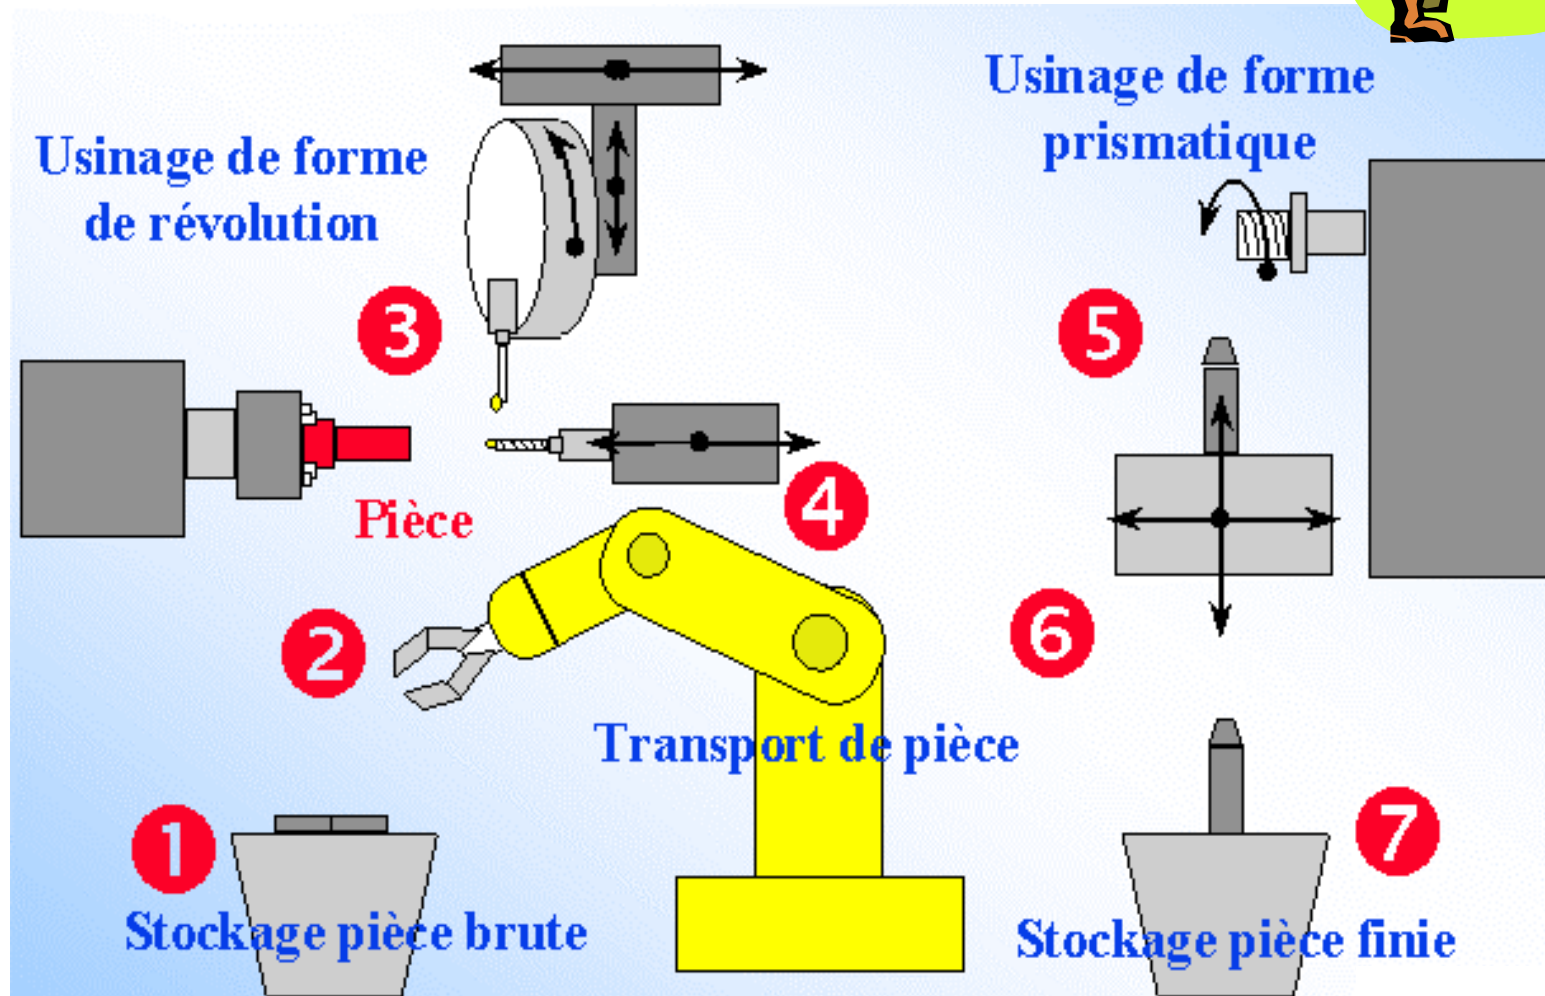 Usinage de forme
de révolution
Usinage de forme
prismatique
3
5
Pièce
4
2
6
Transport de pièce
1
7
Stockage pièce brute
Stockage pièce finie